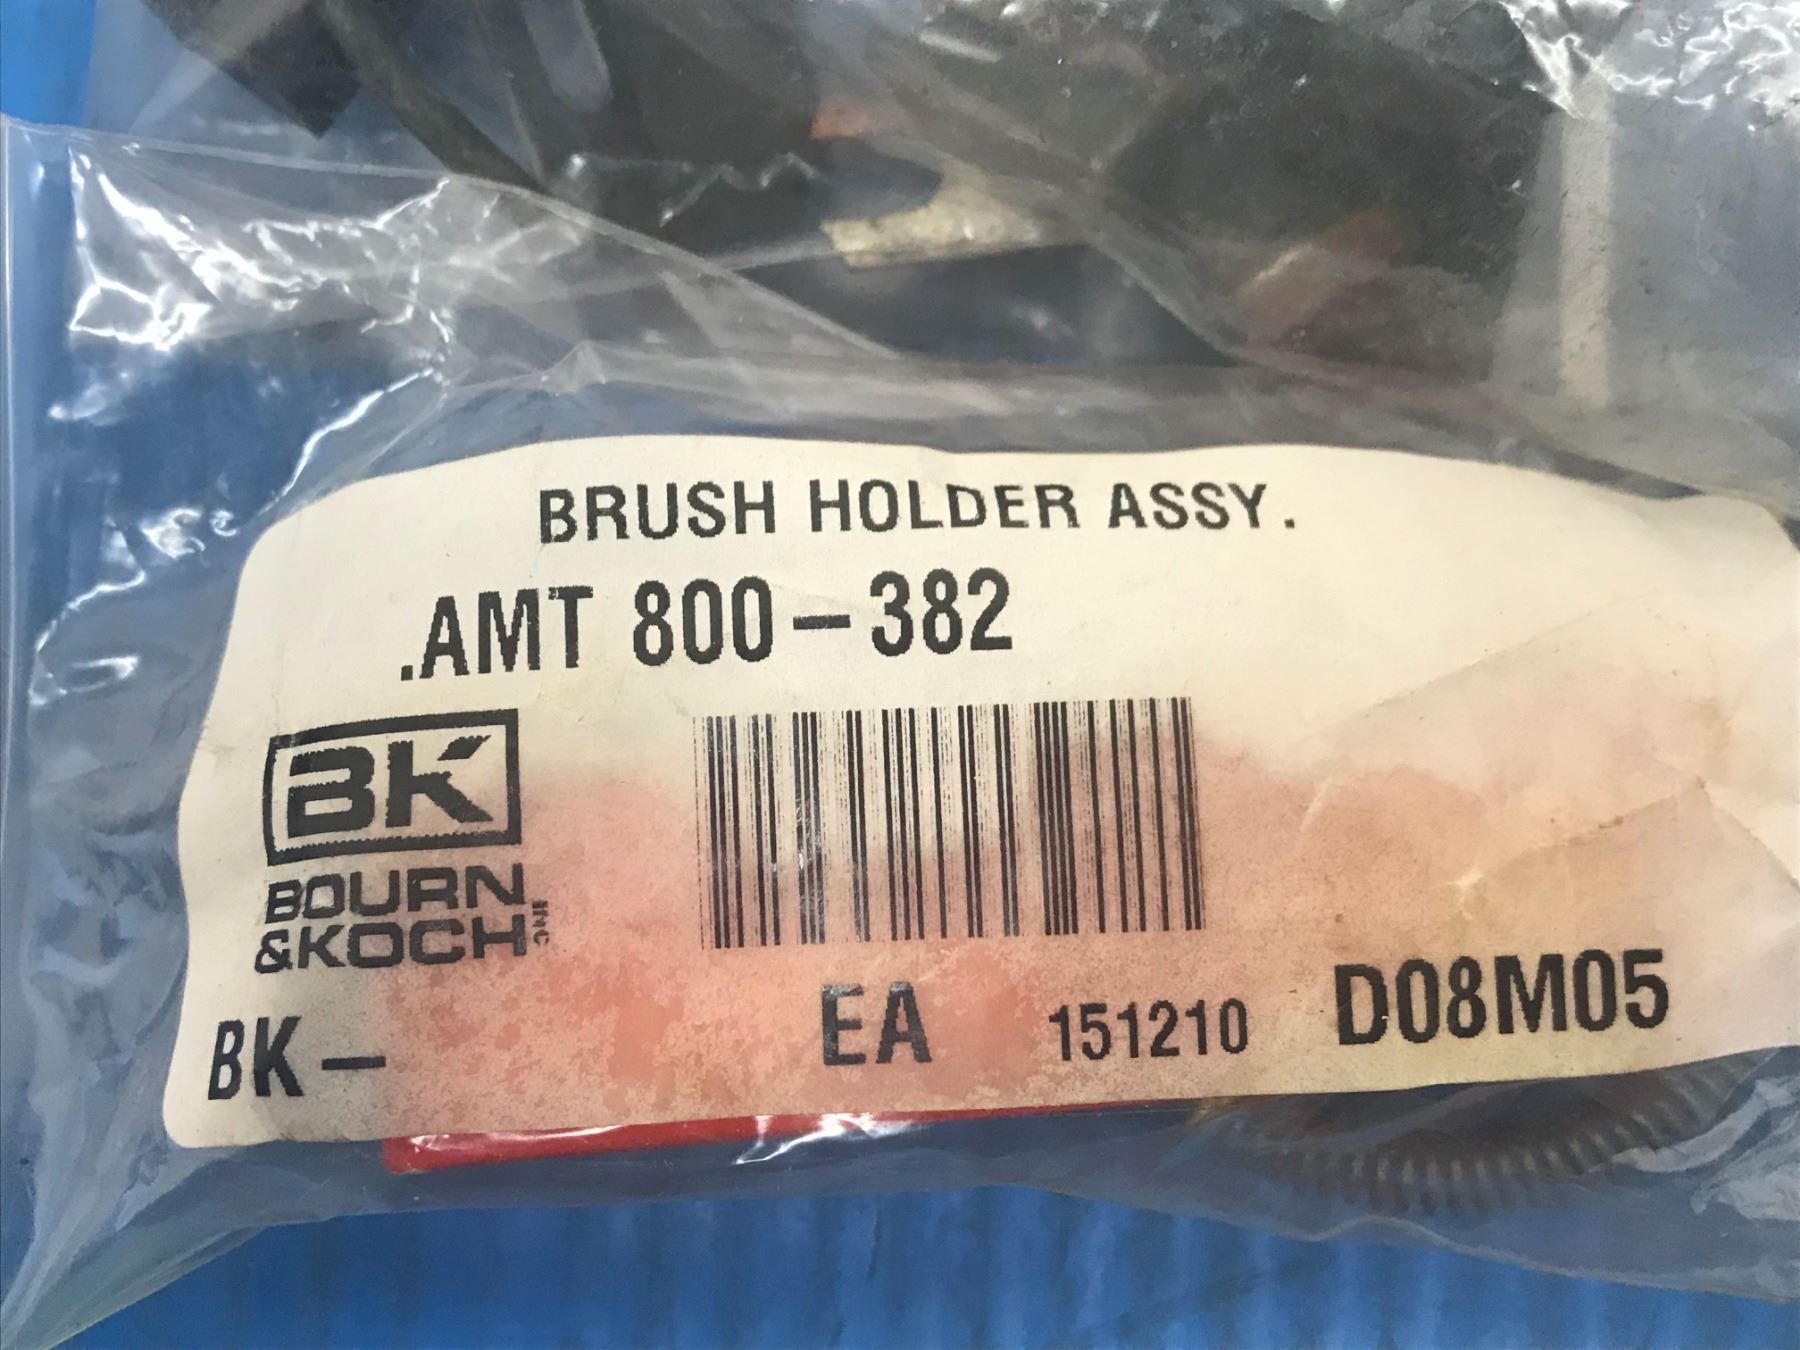 BRUSH HOLDER ASSY.
.AMT 800-382
BK
BOURN
&KOCH INC
BK- EA 151210 D08M05